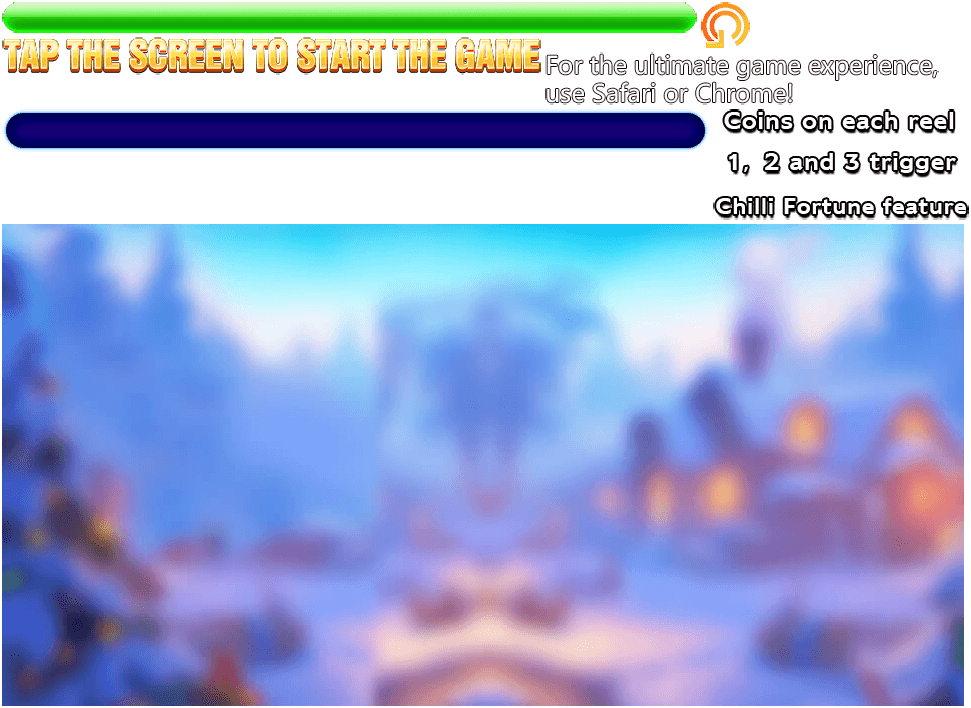 TAP THE SCREEN TO START THE GAME
For the ultimate game experience,
use Safari or Chrome!
Coins on each reel
1, 2 and 3 trigger
Chilli Fortune feature